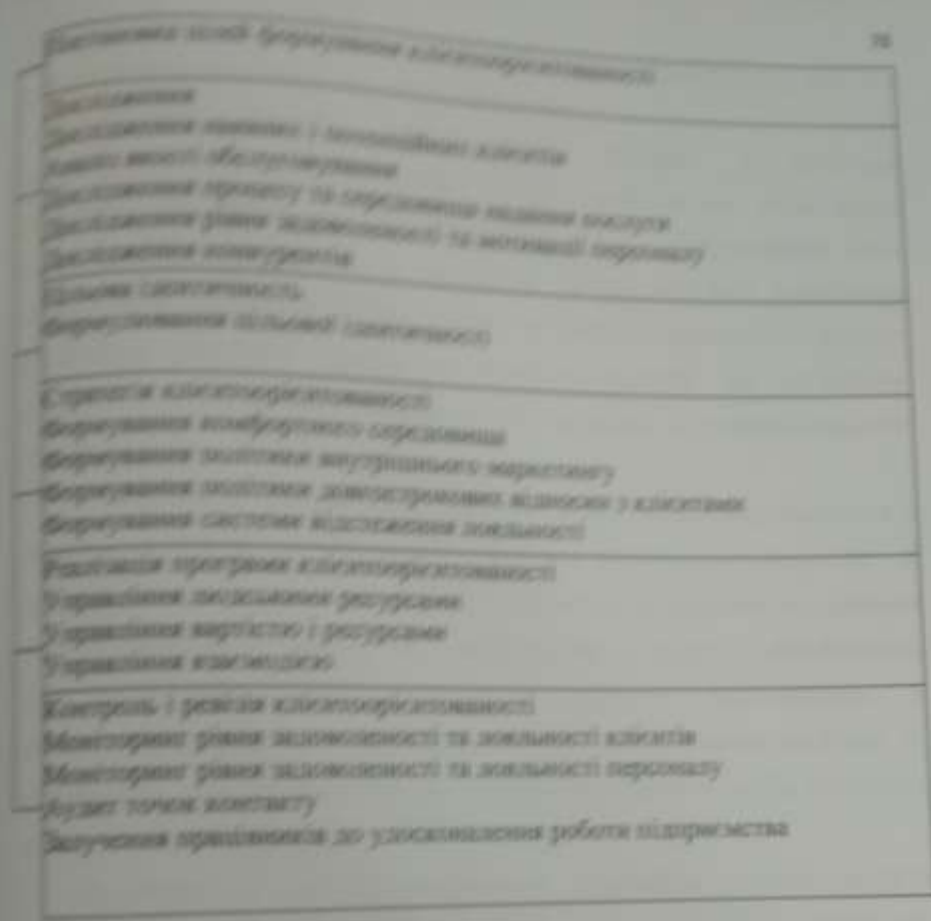 Постановка цілей формування клієнтоорієнтованості
Дослідження
Дослідження наявних і потенційних клієнтів
Аналіз якості обслуговування
Дослідження процесу та середовища надання послуги
Дослідження рівня задоволеності та мотивації персоналу
Дослідження конкурентів
Цільова ідентичність
Формулювання цільової ідентичності
Стратегія клієнтоорієнтованості
Формування комфортного середовища
Формування політики внутрішнього маркетингу
Формування політики довгострокових відносин з клієнтами
Формування системи відстеження лояльності
Реалізація програми клієнтоорієнтованості
Управління людськими ресурсами
Управління вартістю і ресурсами
Управління взаємодією
Контроль і ревізія клієнтоорієнтованості
Моніторинг рівня задоволеності та лояльності клієнтів
Моніторинг рівня задоволеності та лояльності персоналу
Аудит точок контакту
Залучення працівників до удосконалення роботи підприємства